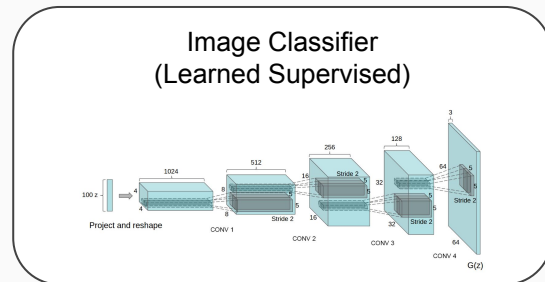 Image Classifier
(Learned Supervised)
3
128
256
512
1024
64
16
Stride 2
5
5
32
5
5
4
8
5
5
Stride 2
100 z
4
8
5
5
Stride 2
16
5
5
Stride 2
32
Project and reshape
CONV 1
CONV 2
CONV 3
CONV 4
64
G(z)